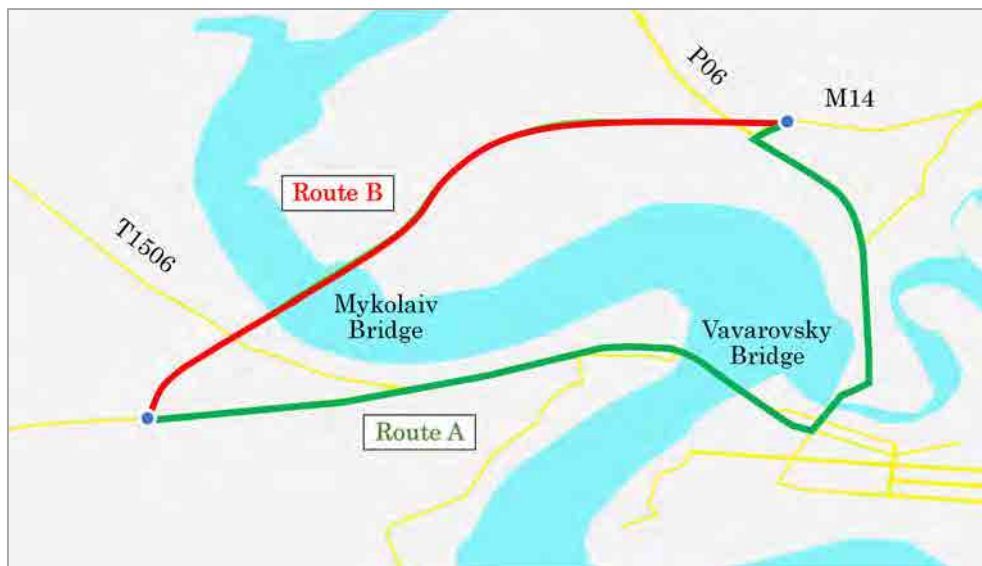 P06
M14
Route B
T1506
Mykolaiv
Bridge
Vavarovsky
Bridge
Route A